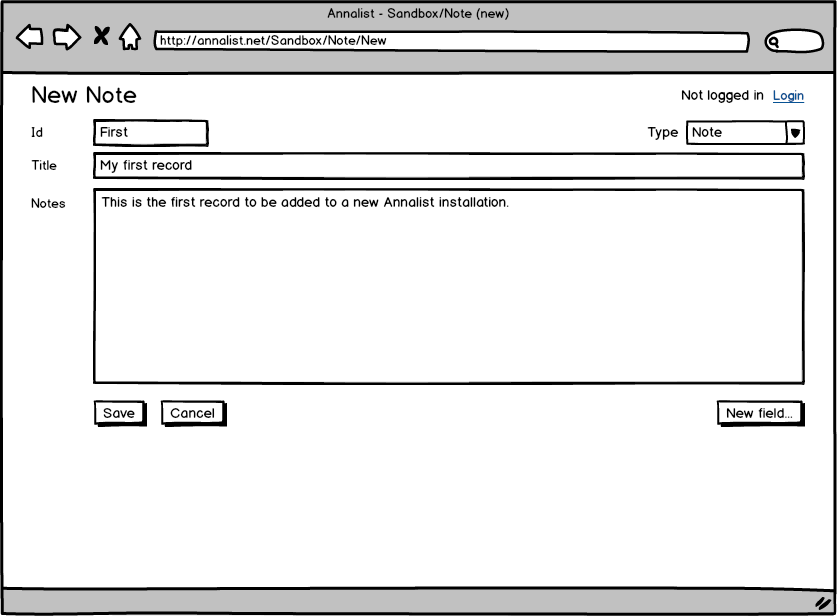 Annalist - Sandbox/Note (new)
http://annalist.net/Sandbox/Note/New
New Note
Not logged in Login
Id First Type Note
Title My first record
Notes This is the first record to be added to a new Annalist installation.
Save Cancel New field...